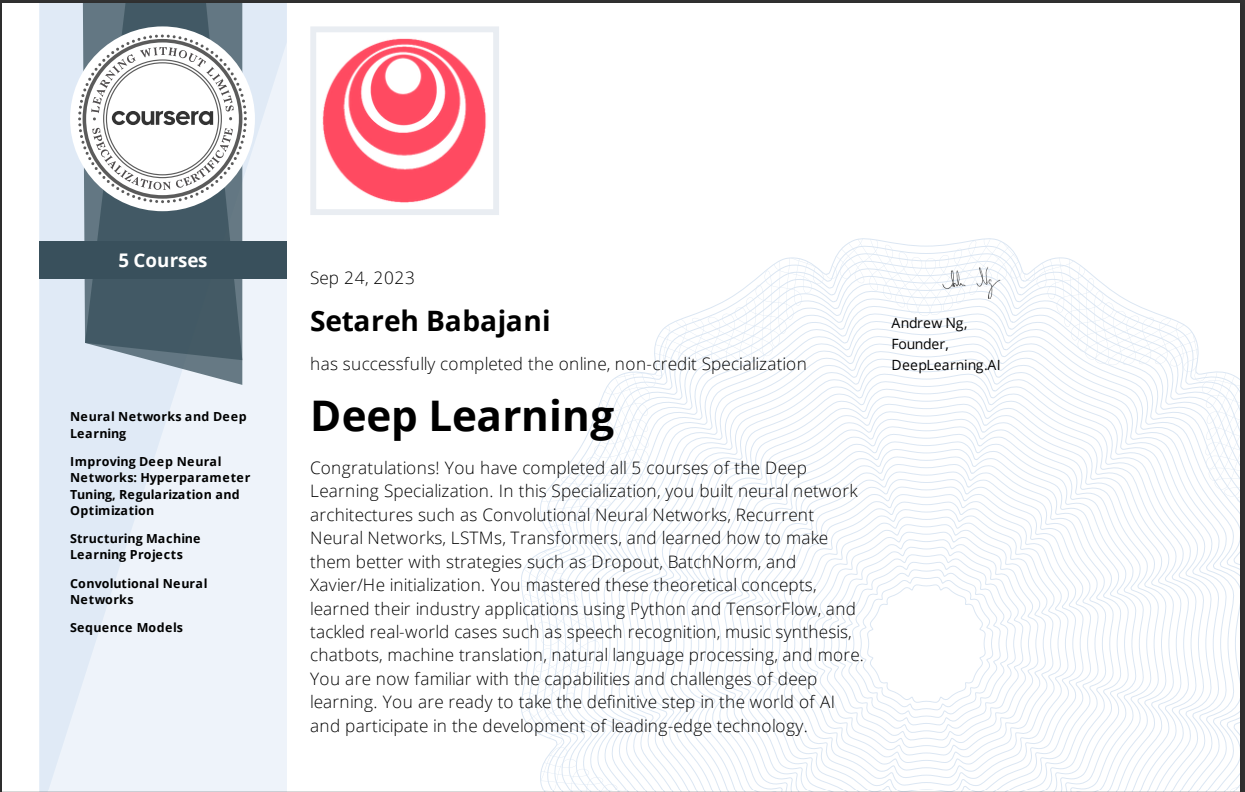 LEARNING WITHOUT LIMITS
coursera
SPECIALIZATION CERTIFICATE
5 Courses
Neural Networks and Deep
Learning
Improving Deep Neural
Networks: Hyperparameter
Tuning, Regularization and
Optimization
Structuring Machine
Learning Projects
Convolutional Neural
Networks
Sequence Models
Sep 24, 2023
Setareh Babajani
has successfully completed the online, non-credit Specialization
Deep Learning
Congratulations! You have completed all 5 courses of the Deep
Learning Specialization. In this Specialization, you built neural network
architectures such as Convolutional Neural Networks, Recurrent
Neural Networks, LSTMs, Transformers, and learned how to make
them better with strategies such as Dropout, BatchNorm, and
Xavier/He initialization. You mastered these theoretical concepts,
learned their industry applications using Python and TensorFlow, and
tackled real-world cases such as speech recognition, music synthesis,
chatbots, machine translation, natural language processing, and more.
You are now familiar with the capabilities and challenges of deep
learning. You are ready to take the definitive step in the world of AI
and participate in the development of leading-edge technology.
Andrew Ng,
Founder,
DeepLearning.AI